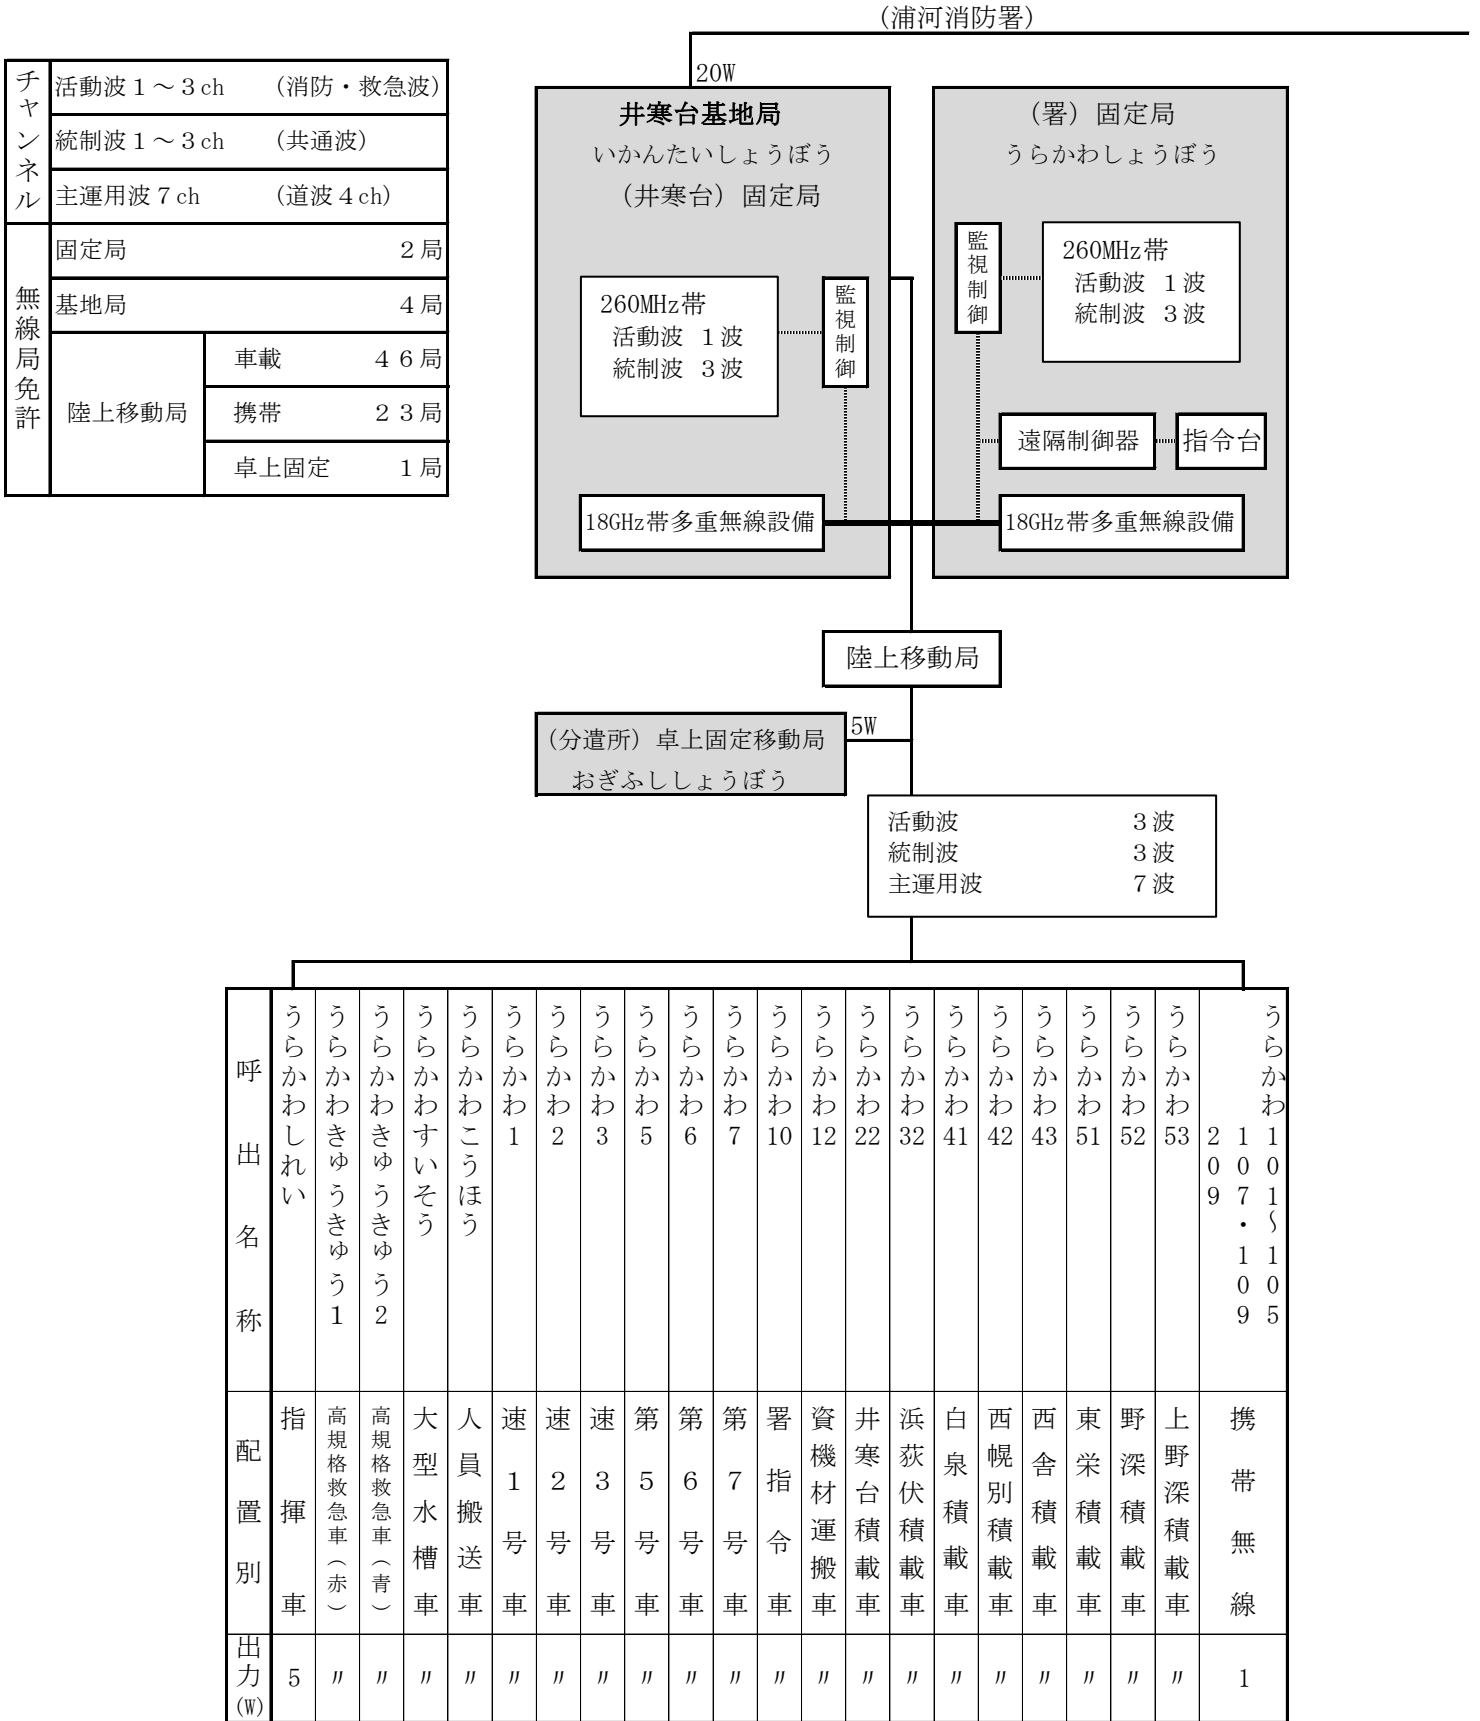 (浦河消防署)
20W
チャンネル
活動波１～３ch (消防・救急波)
統制波１～３ch (共通波)
主運用波７ch (道波４ch)
無線局免許
固定局 ２局
基地局 ４局
陸上移動局
車載 ４６局
携帯 ２３局
卓上固定 １局
井寒台基地局
いかんたいしょうぼう
(井寒台) 固定局
260MHz帯
活動波 １波
統制波 ３波
監視制御
18GHz帯多重無線設備
(署) 固定局
うらかわしょうぼう
監視制御
260MHz帯
活動波 １波
統制波 ３波
遠隔制御器
指令台
18GHz帯多重無線設備
陸上移動局
5W
(分遣所) 卓上固定移動局
おぎふししょうぼう
活動波 ３波
統制波 ３波
主運用波 ７波
呼出名称
うらかわしれい
うらかわきゅうきゅう1
うらかわきゅうきゅう2
うらかわすいそう
うらかわこうほう
うらかわ1
うらかわ2
うらかわ3
うらかわ5
うらかわ6
うらかわ7
うらかわ10
うらかわ12
うらかわ22
うらかわ32
うらかわ41
うらかわ42
うらかわ43
うらかわ51
うらかわ52
うらかわ53
うらかわ101～105
107・109
209
配置別
指揮車
高規格救急車(赤)
高規格救急車(青)
大型水槽車
人員搬送車
速１号車
速２号車
速３号車
第５号車
第６号車
第７号車
署指令車
資機材運搬車
井寒台積載車
浜荻伏積載車
白泉積載車
西幌別積載車
西舎積載車
東栄積載車
野深積載車
上野深積載車
携帯無線
出力(W)
5 〃 〃 〃 〃 〃 〃 〃 〃 〃 〃 〃 〃 〃 〃 〃 〃 〃 〃 〃 〃 1